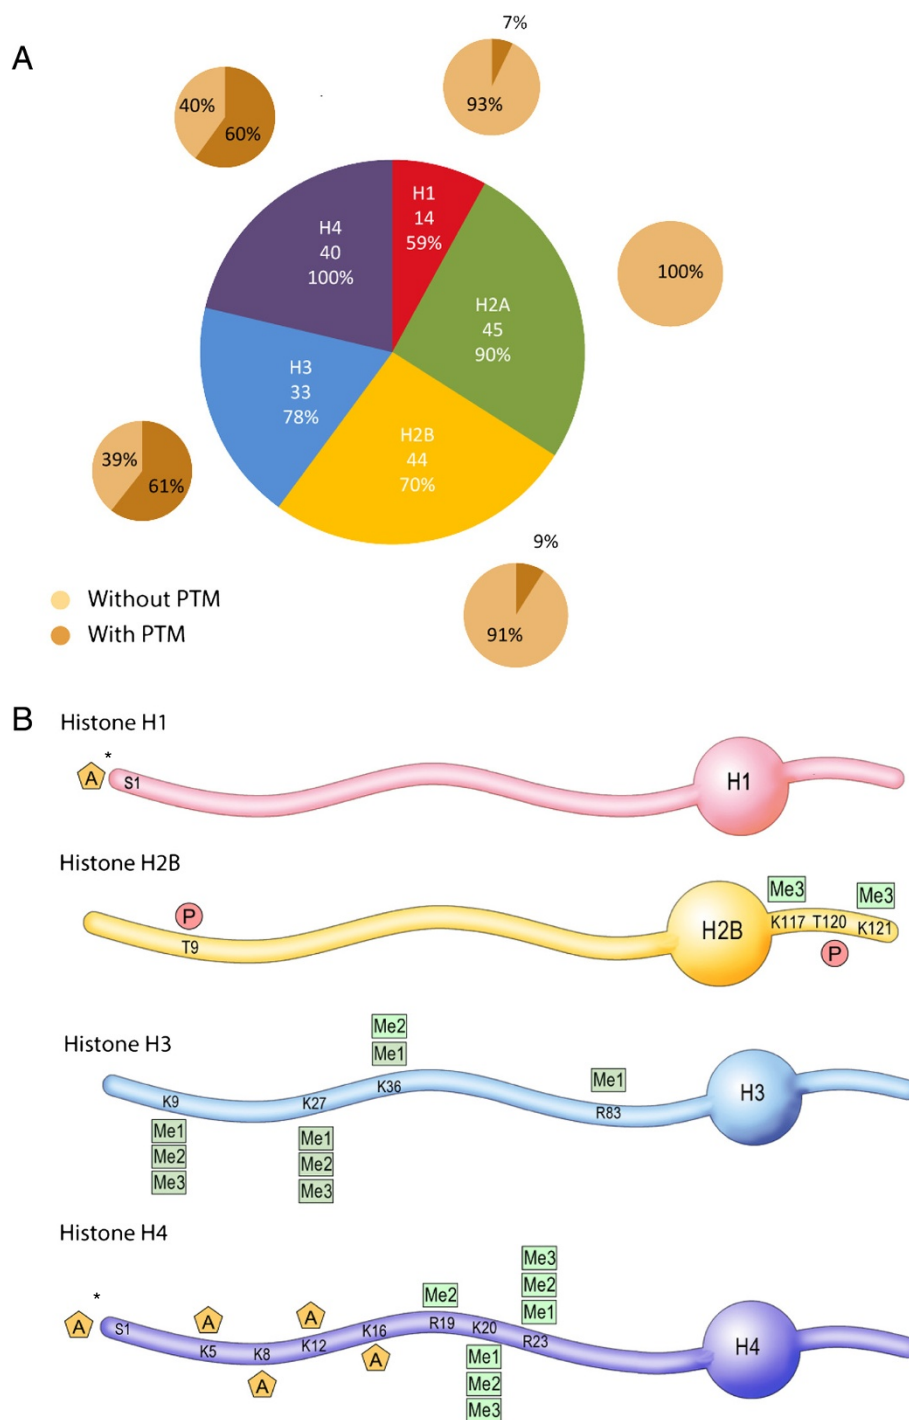 A
7%
93%
40%
60%
H1
14
59%
H4
40
100%
100%
H2A
45
90%
H3
33
78%
H2B
44
70%
39%
61%
9%
91%
Without PTM
With PTM
B
Histone H1
*
A
S1
H1
Histone H2B
Me3
Me3
P
T9
H2B
K117 T120 K121
P
Histone H3
Me2
Me1
Me1
K9
K27
K36
R83
H3
Me1
Me2
Me3
Me1
Me2
Me3
Histone H4
Me3
Me2
Me1
Me2
*
A
A
A
S1
K5
K8
K12
K16
R19
K20
R23
H4
A
A
Me1
Me2
Me3